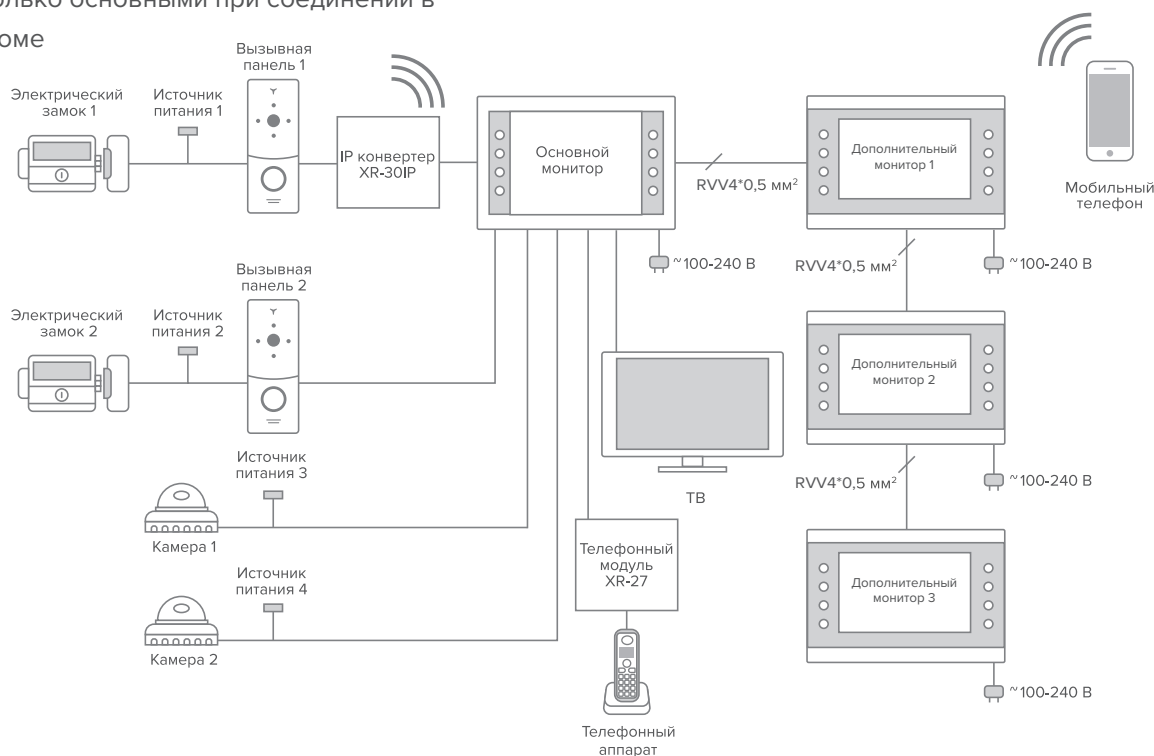 олько основными при соединении в
оме
Вызывная
панель 1
Электрический
замок 1
Источник
питания 1
IP конвертер
XR-30IP
Основной
монитор
RVV4*0,5 мм²
Дополнительный
монитор 1
Мобильный
телефон
~100-240 В
RVV4*0,5 мм²
~100-240 В
Вызывная
панель 2
Электрический
замок 2
Источник
питания 2
Дополнительный
монитор 2
Источник
питания 3
ТВ
RVV4*0,5 мм²
~100-240 В
Камера 1
Телефонный
модуль
XR-27
Источник
питания 4
Дополнительный
монитор 3
Камера 2
~100-240 В
Телефонный
аппарат